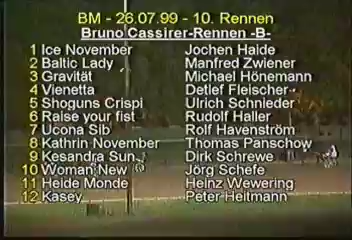 BM - 26.07.99 - 10. Rennen
Bruno Cassirer-Rennen -B-
1 Ice November Jochen Haide
2 Baltic Lady Manfred Zwiener
3 Gravität Michael Hönemann
4 Vienetta Detlef Fleischer
5 Shoguns Crispi Ulrich Schnieder
6 Raise your fist Rudolf Haller
7 Ucona Sib Rolf Havenström
8 Kathrin November Thomas Panschow
9 Kesandra Sun Dirk Schrewe
10 Woman New Jörg Schefe
11 Heide Monde Heinz Wewering
12 Kasey Peter Heitmann